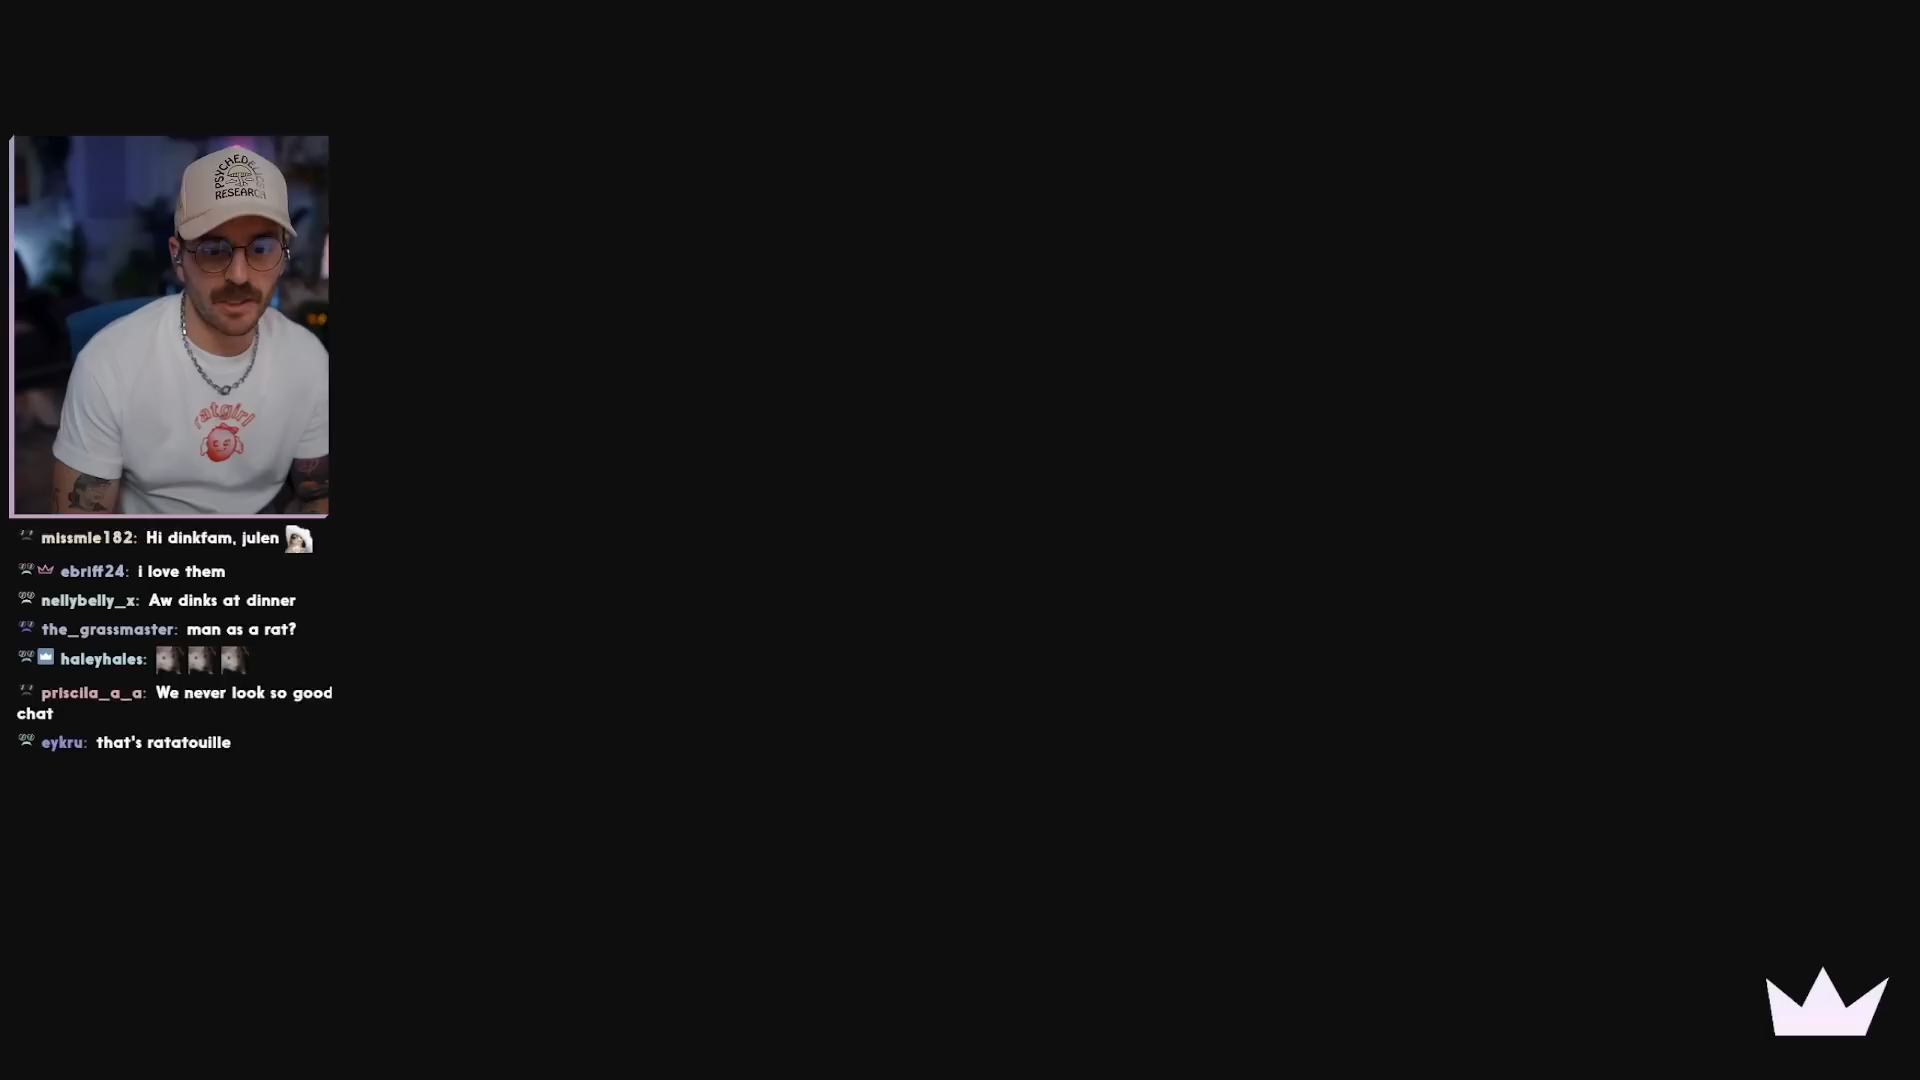 PSYCHEDELICS
RESEARCH
ratgirl
missmle182: Hi dinkfam, julen
ebriff24: i love them
nellybelly_x: Aw dinks at dinner
the_grassmaster: man as a rat?
haleyhales:
priscila_a_a: We never look so good
chat
eykru: that's ratatouille